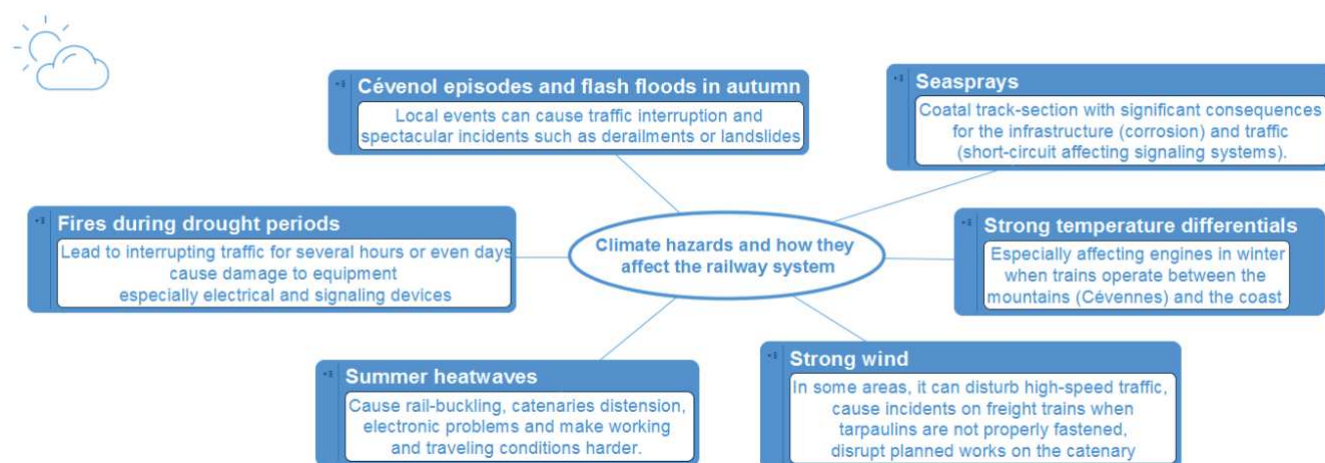 Cévenol episodes and flash floods in autumn
Local events can cause traffic interruption and
spectacular incidents such as derailments or landslides
Seasprays
Coatal track-section with significant consequences
for the infrastructure (corrosion) and traffic
(short-circuit affecting signaling systems).
Fires during drought periods
Lead to interrupting traffic for several hours or even days
cause damage to equipment
especially electrical and signaling devices
Climate hazards and how they
affect the railway system
Strong temperature differentials
Especially affecting engines in winter
when trains operate between the
mountains (Cévennes) and the coast
Summer heatwaves
Cause rail-buckling, catenaries distension,
electronic problems and make working
and traveling conditions harder.
Strong wind
In some areas, it can disturb high-speed traffic,
cause incidents on freight trains when
tarpaulins are not properly fastened,
disrupt planned works on the catenary